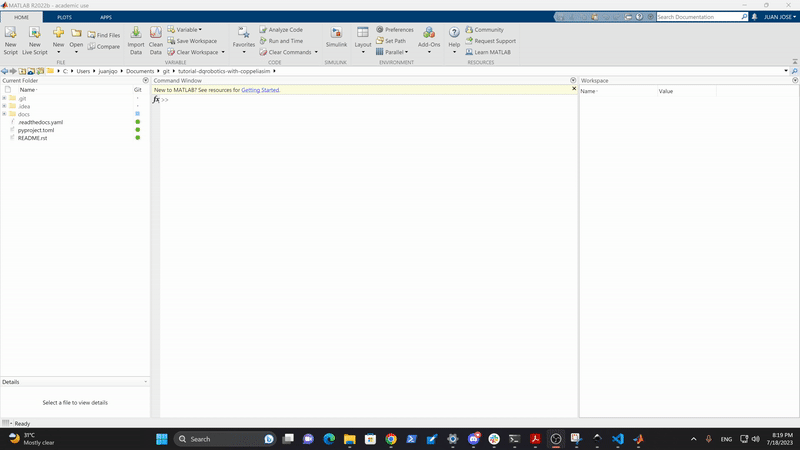 MATLAB R2022b - academic use
HOME PLOTS APPS
Search Documentation
JUAN JOSE
New Script
New Live Script
New
Open
Find Files
Compare
Import Data
Clean Data
Variable
Save Workspace
Clear Workspace
Favorites
Analyze Code
Run and Time
Clear Commands
Simulink
Layout
Preferences
Set Path
Parallel
Add-Ons
Help
Community
Request Support
Learn MATLAB
FILE VARIABLE CODE SIMULINK ENVIRONMENT RESOURCES
C: Users juanjqo Documents git tutorial-dqrobotics-with-coppeliasim
Current Folder
Name Git
.git
.idea
docs
.readthedocs.yaml
pyproject.toml
README.rst
Details
Select a file to view details
Command Window
New to MATLAB? See resources for Getting Started.
fx >>
Workspace
Name Value
Ready
31°C
Mostly clear
Search
ENG
8:19 PM
7/18/2023